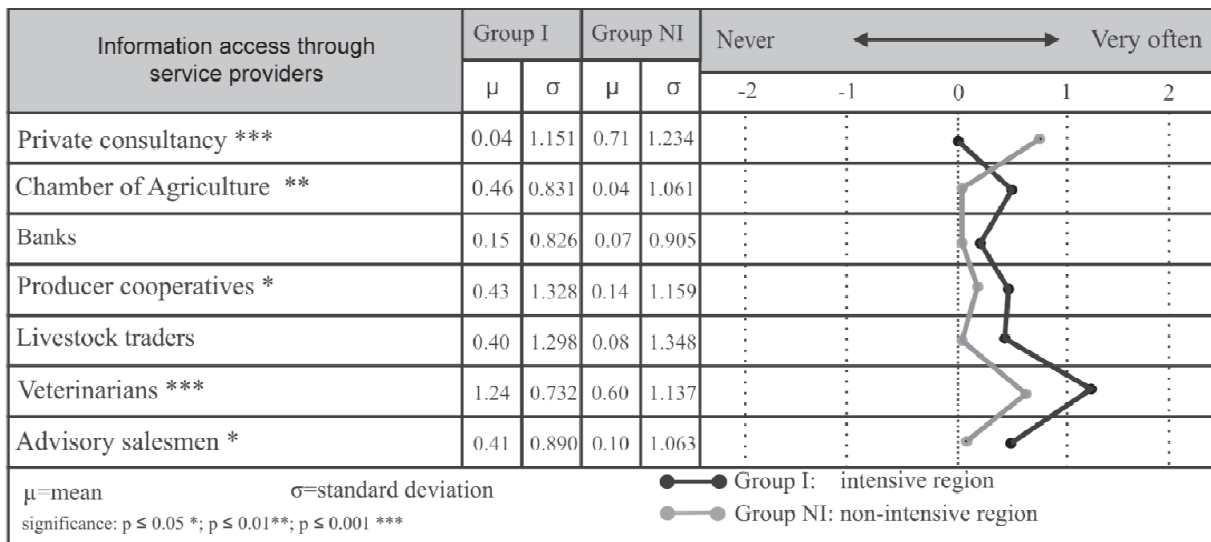 Information access through
service providers
Group I Group NI Never Very often
μ σ μ σ -2 -1 0 1 2
Private consultancy *** 0.04 1.151 0.71 1.234
Chamber of Agriculture ** 0.46 0.831 0.04 1.061
Banks 0.15 0.826 0.07 0.905
Producer cooperatives * 0.43 1.328 0.14 1.159
Livestock traders 0.40 1.298 0.08 1.348
Veterinarians *** 1.24 0.732 0.60 1.137
Advisory salesmen * 0.41 0.890 0.10 1.063
μ=mean σ=standard deviation
significance: p ≤ 0.05 *; p ≤ 0.01**; p ≤ 0.001 ***
Group I: intensive region
Group NI: non-intensive region